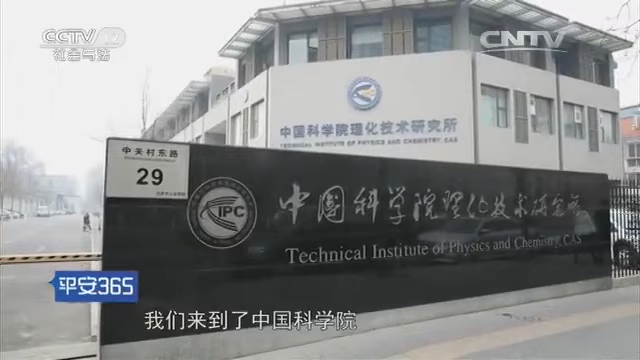 CCTV 12
社会与法
CNTV
中国科学院理化技术研究所
TECHNICAL INSTITUTE OF PHYSICS AND CHEMISTRY CAS
中关村东路
29
IPC
中国科学院理化技术研究所
Technical Institute of Physics and Chemistry, CAS
平安365
我们来到了中国科学院